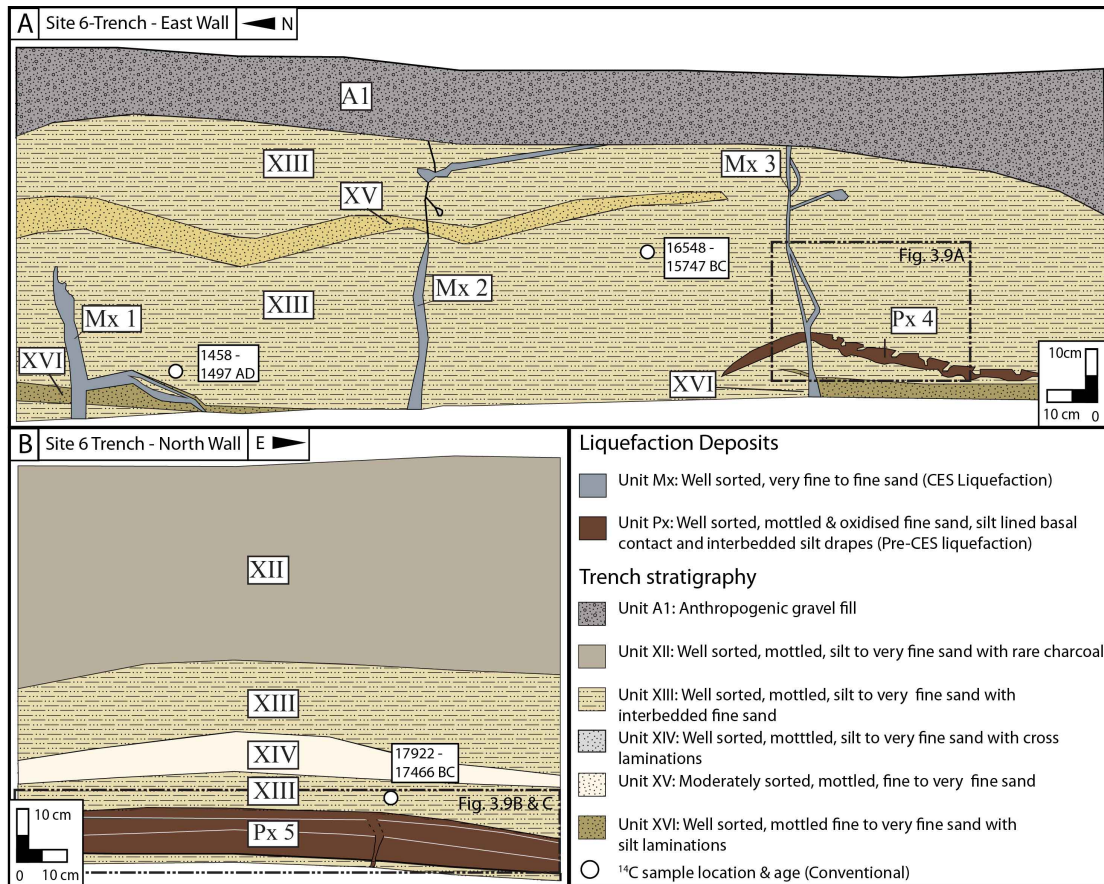 A
Site 6-Trench - East Wall
N
A1
XIII
Mx 3
XV
16548 -
15747 BC
Fig. 3.9A
XIII
Mx 2
Mx 1
Px 4
1458 -
1497 AD
XVI
XVI
10cm
10 cm
0
B
Site 6 Trench - North Wall
E
XII
XIII
XIV
17922 -
17466 BC
XIII
Fig. 3.9B & C
10 cm
Px 5
0
10 cm
Liquefaction Deposits
Unit Mx: Well sorted, very fine to fine sand (CES Liquefaction)
Unit Px: Well sorted, mottled & oxidised fine sand, silt lined basal
contact and interbedded silt drapes (Pre-CES liquefaction)
Trench stratigraphy
Unit A1: Anthropogenic gravel fill
Unit XII: Well sorted, mottled, silt to very fine sand with rare charcoal
Unit XIII: Well sorted, mottled, silt to very fine sand with
interbedded fine sand
Unit XIV: Well sorted, motttled, silt to very fine sand with cross
laminations
Unit XV: Moderately sorted, mottled, fine to very fine sand
Unit XVI: Well sorted, mottled fine to very fine sand with
silt laminations
¹⁴C sample location & age (Conventional)